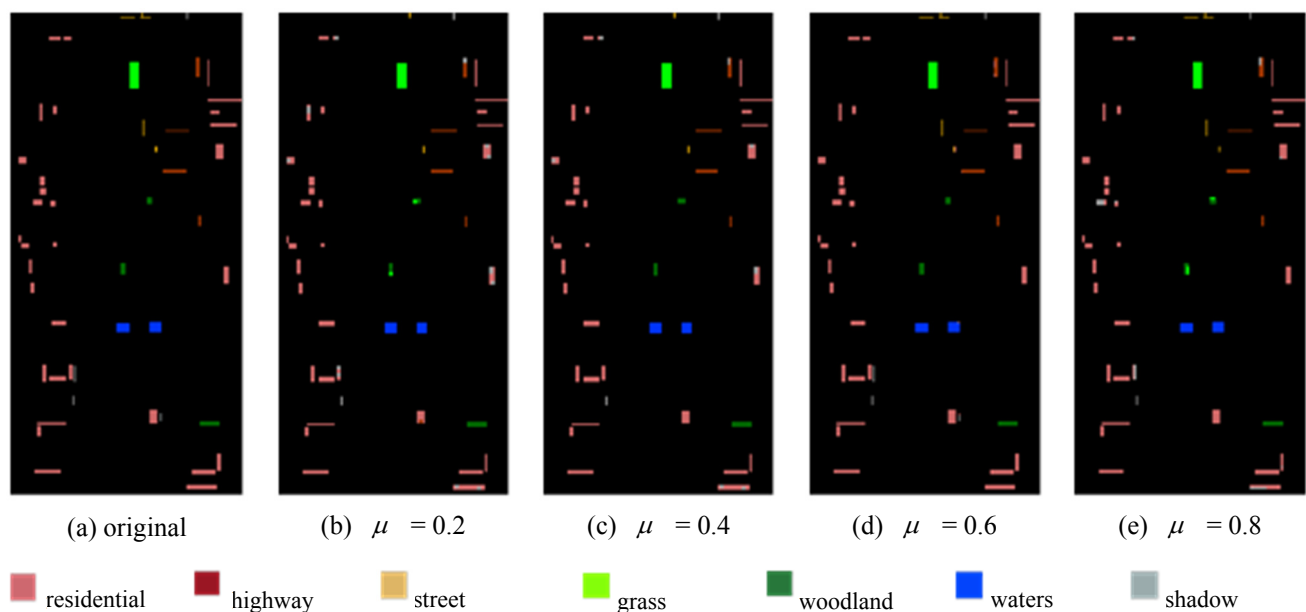 (a) original (b) μ = 0.2 (c) μ = 0.4 (d) μ = 0.6 (e) μ = 0.8
residential highway street grass woodland waters shadow